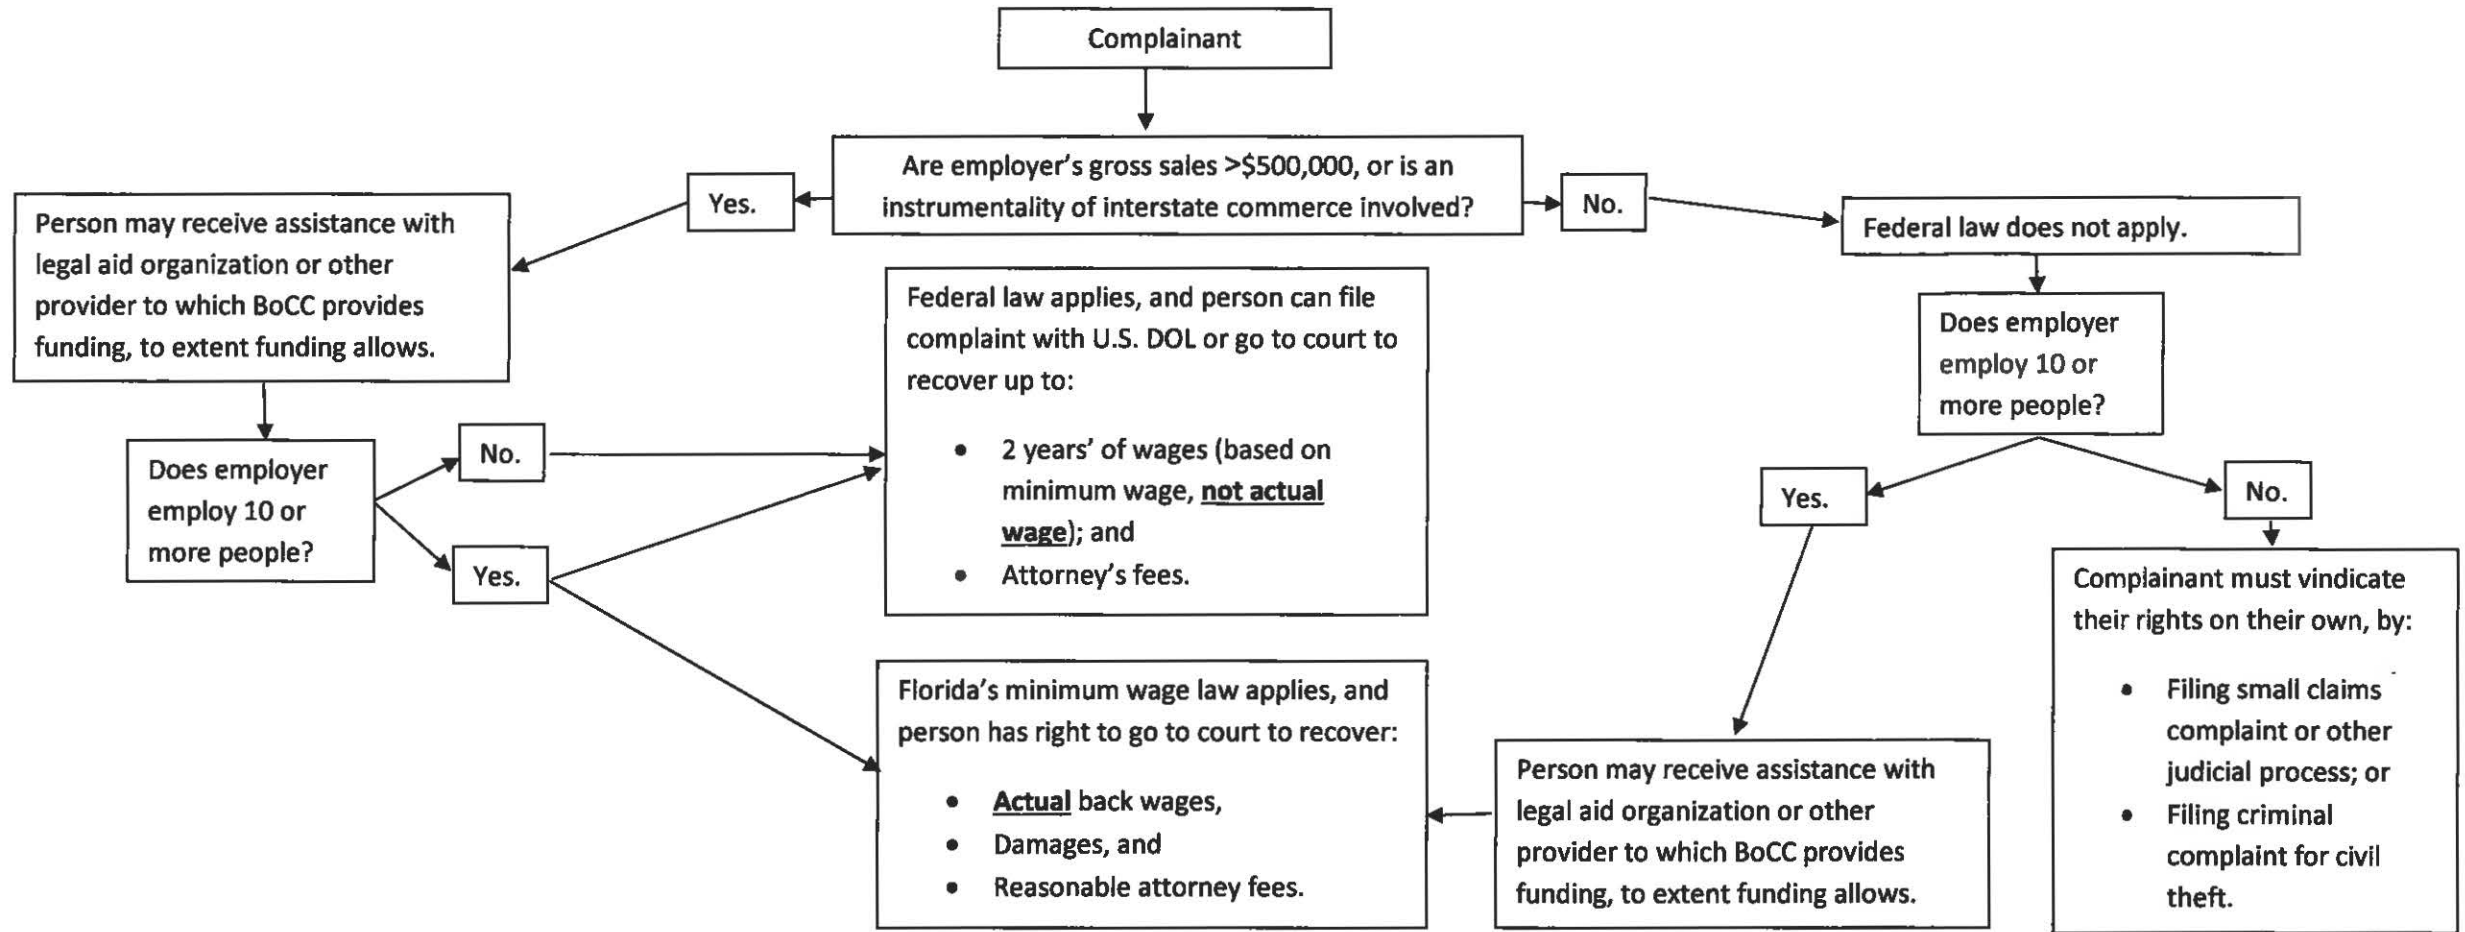 Complainant
Are employer's gross sales >$500,000, or is an
instrumentality of interstate commerce involved?
Yes.
No.
Person may receive assistance with
legal aid organization or other
provider to which BoCC provides
funding, to extent funding allows.
Federal law does not apply.
Federal law applies, and person can file
complaint with U.S. DOL or go to court to
recover up to:
• 2 years' of wages (based on
minimum wage, not actual
wage); and
• Attorney's fees.
Does employer
employ 10 or
more people?
Does employer
employ 10 or
more people?
No.
Yes.
Yes.
No.
Florida's minimum wage law applies, and
person has right to go to court to recover:
• Actual back wages,
• Damages, and
• Reasonable attorney fees.
Person may receive assistance with
legal aid organization or other
provider to which BoCC provides
funding, to extent funding allows.
Complainant must vindicate
their rights on their own, by:
• Filing small claims
complaint or other
judicial process; or
• Filing criminal
complaint for civil
theft.